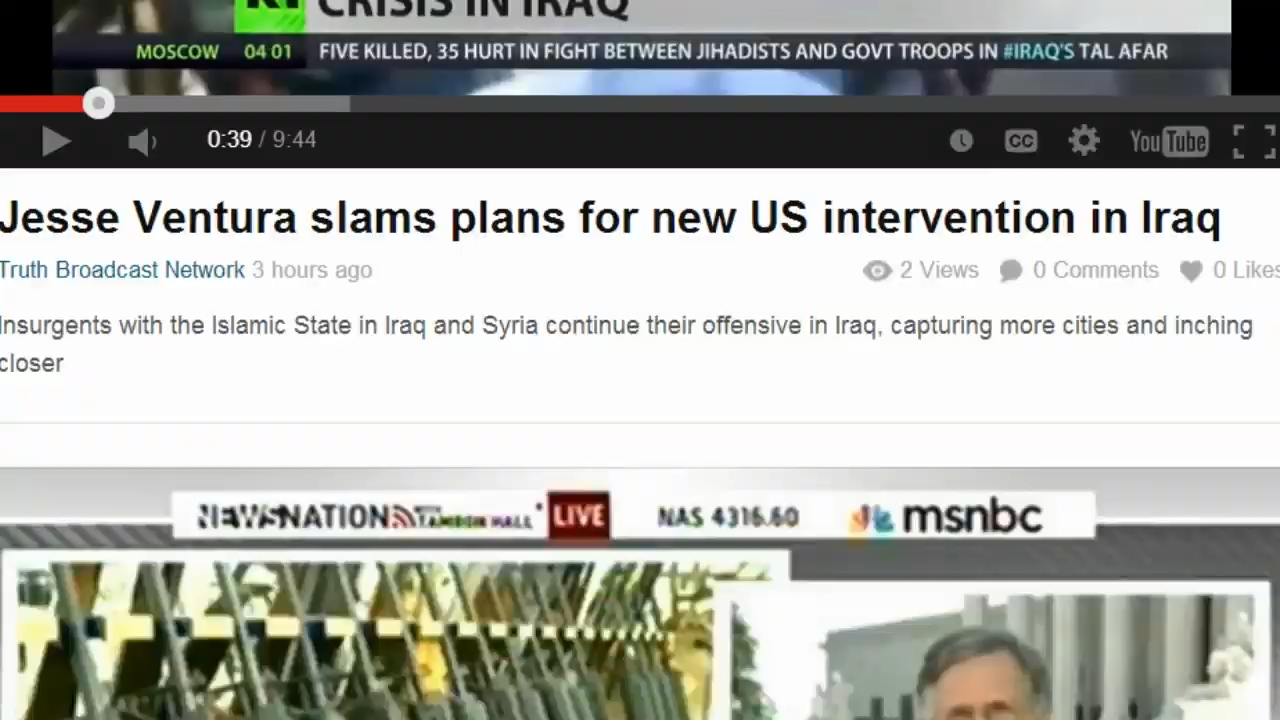 RT CRISIS IN IRAQ
MOSCOW 04 01 FIVE KILLED, 35 HURT IN FIGHT BETWEEN JIHADISTS AND GOVT TROOPS IN #IRAQ'S TAL AFAR
0:39 / 9:44 CC YouTube
Jesse Ventura slams plans for new US intervention in Iraq
Truth Broadcast Network 3 hours ago 2 Views 0 Comments 0 Likes
Insurgents with the Islamic State in Iraq and Syria continue their offensive in Iraq, capturing more cities and inching
closer
NEWSNATION TAMRON HALL LIVE NAS 4316.60 msnbc